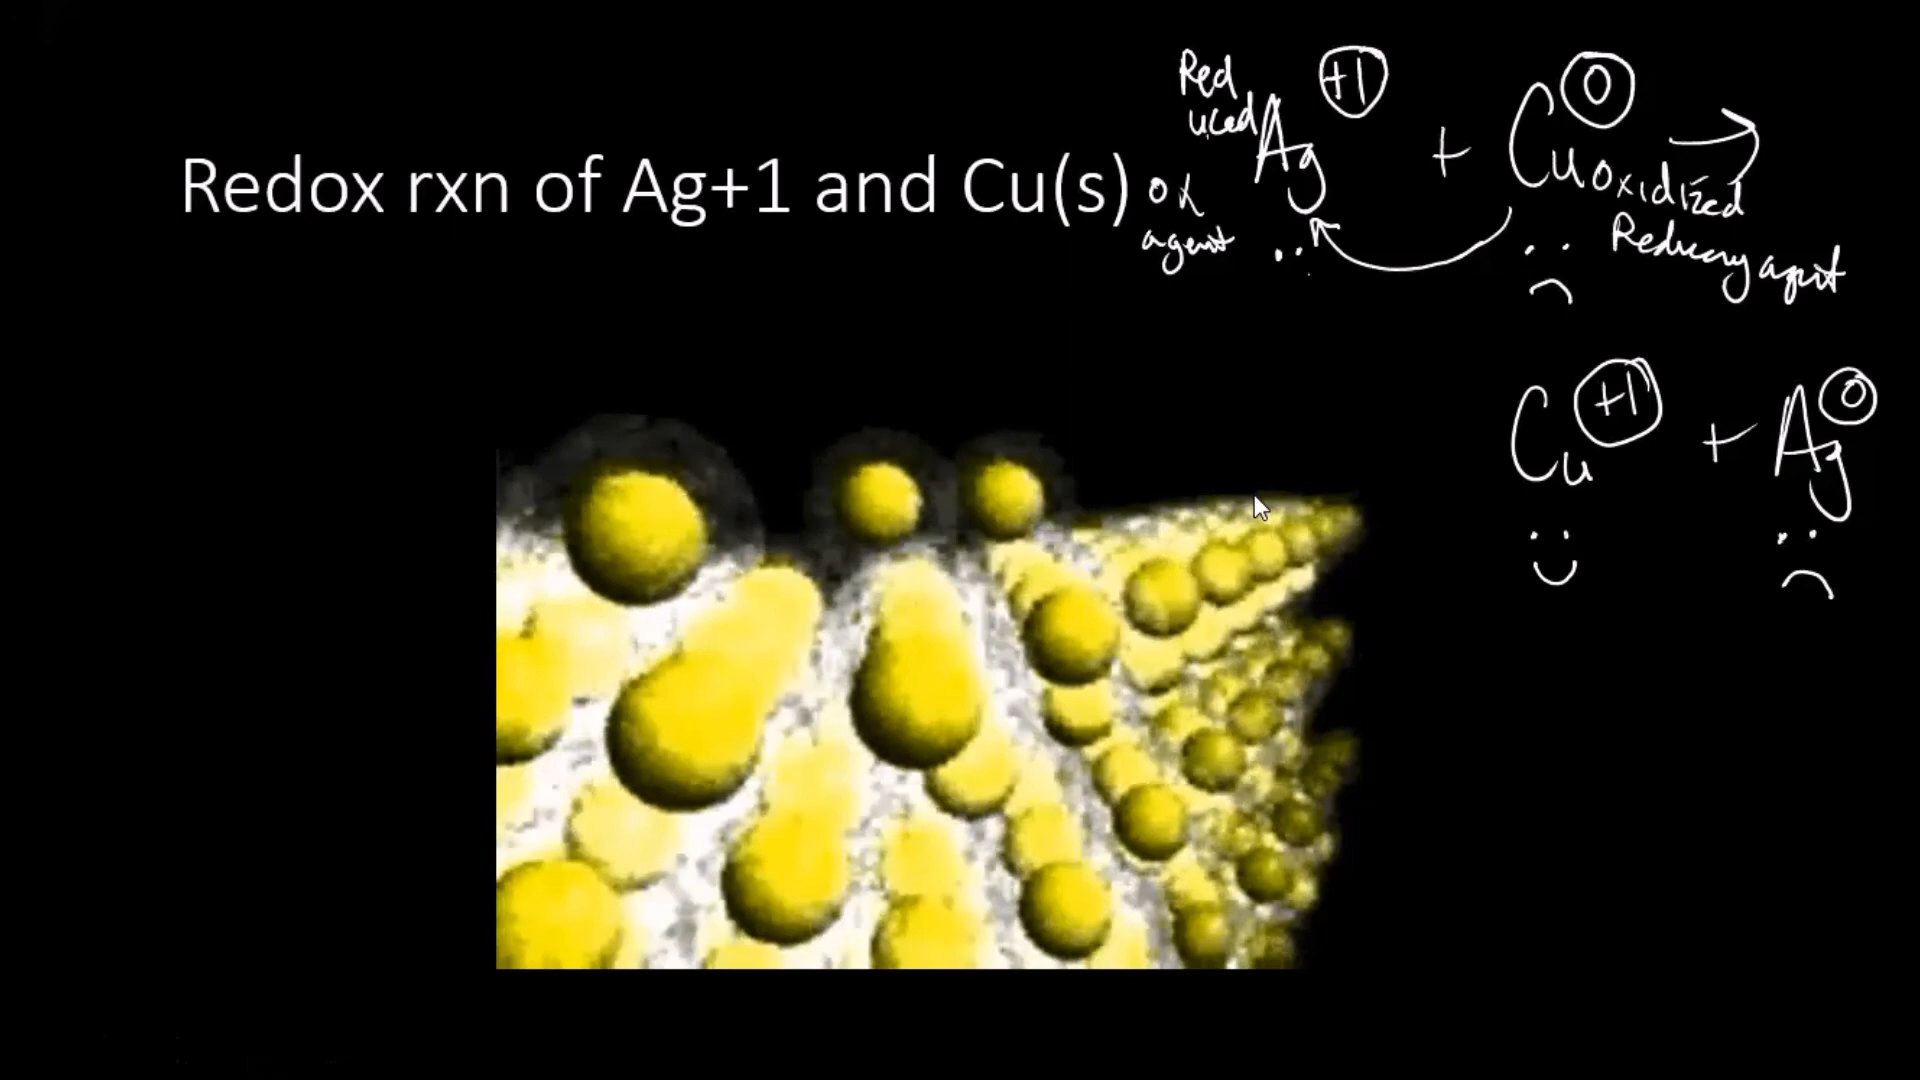 Redox rxn of Ag+1 and Cu(s)
Red
uced
Ag +1 + Cu 0 →
ox
agent
oxidized
Reducing agent
Cu +1 + Ag 0